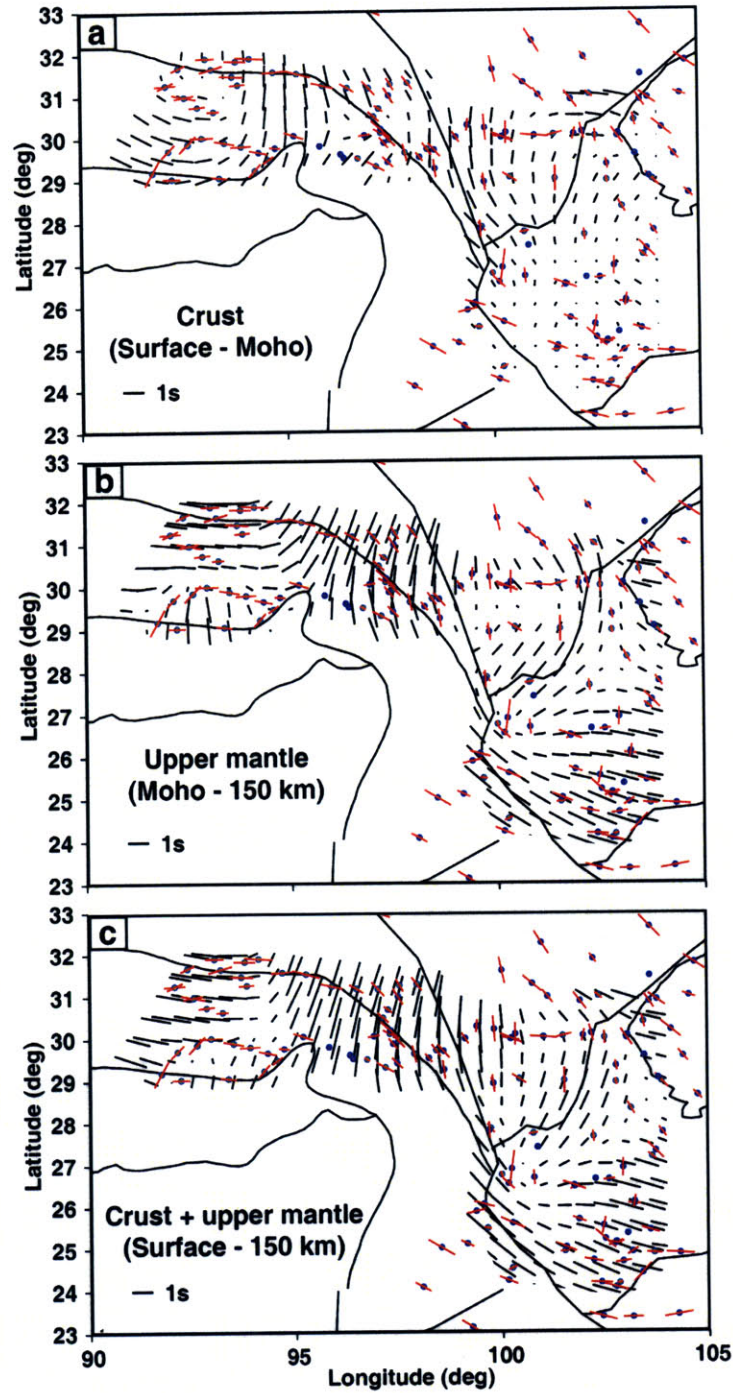 a
33
32
31
30
29
28
27
26
25
24
23
Latitude (deg)
Crust
(Surface - Moho)
1s
b
33
32
31
30
29
28
27
26
25
24
23
Latitude (deg)
Upper mantle
(Moho - 150 km)
1s
c
33
32
31
30
29
28
27
26
25
24
23
Latitude (deg)
Crust + upper mantle
(Surface - 150 km)
1s
90
95
100
105
Longitude (deg)